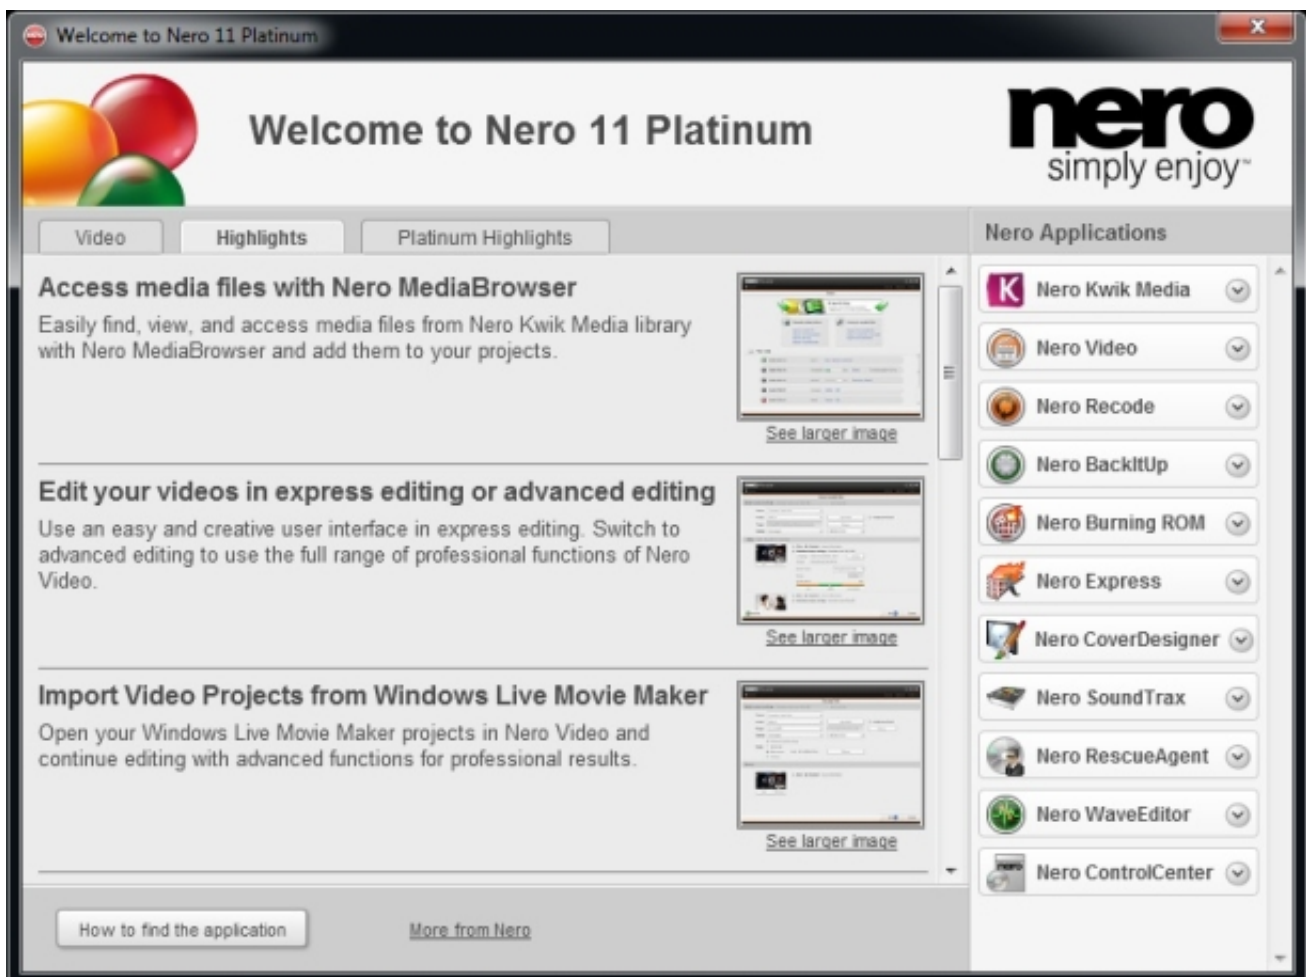 Welcome to Nero 11 Platinum
Welcome to Nero 11 Platinum
nero
simply enoy™
Video
Highlights
Platinum Highlights
Nero Applications
Access media files with Nero MediaBrowser
Easily find, view, and access media files from Nero Kwik Media library
with Nero MediaBrowser and add them to your projects.
See larger image
Edit your videos in express editing or advanced editing
Use an easy and creative user interface in express editing. Switch to
advanced editing to use the full range of professional functions of Nero
Video.
See larger image
Import Video Projects from Windows Live Movie Maker
Open your Windows Live Movie Maker projects in Nero Video and
continue editing with advanced functions for professional results.
See larger image
Nero Kwik Media
Nero Video
Nero Recode
Nero BackItUp
Nero Burning ROM
Nero Express
Nero CoverDesigner
Nero SoundTrax
Nero RescueAgent
Nero WaveEditor
Nero ControlCenter
How to find the application
More from Nero